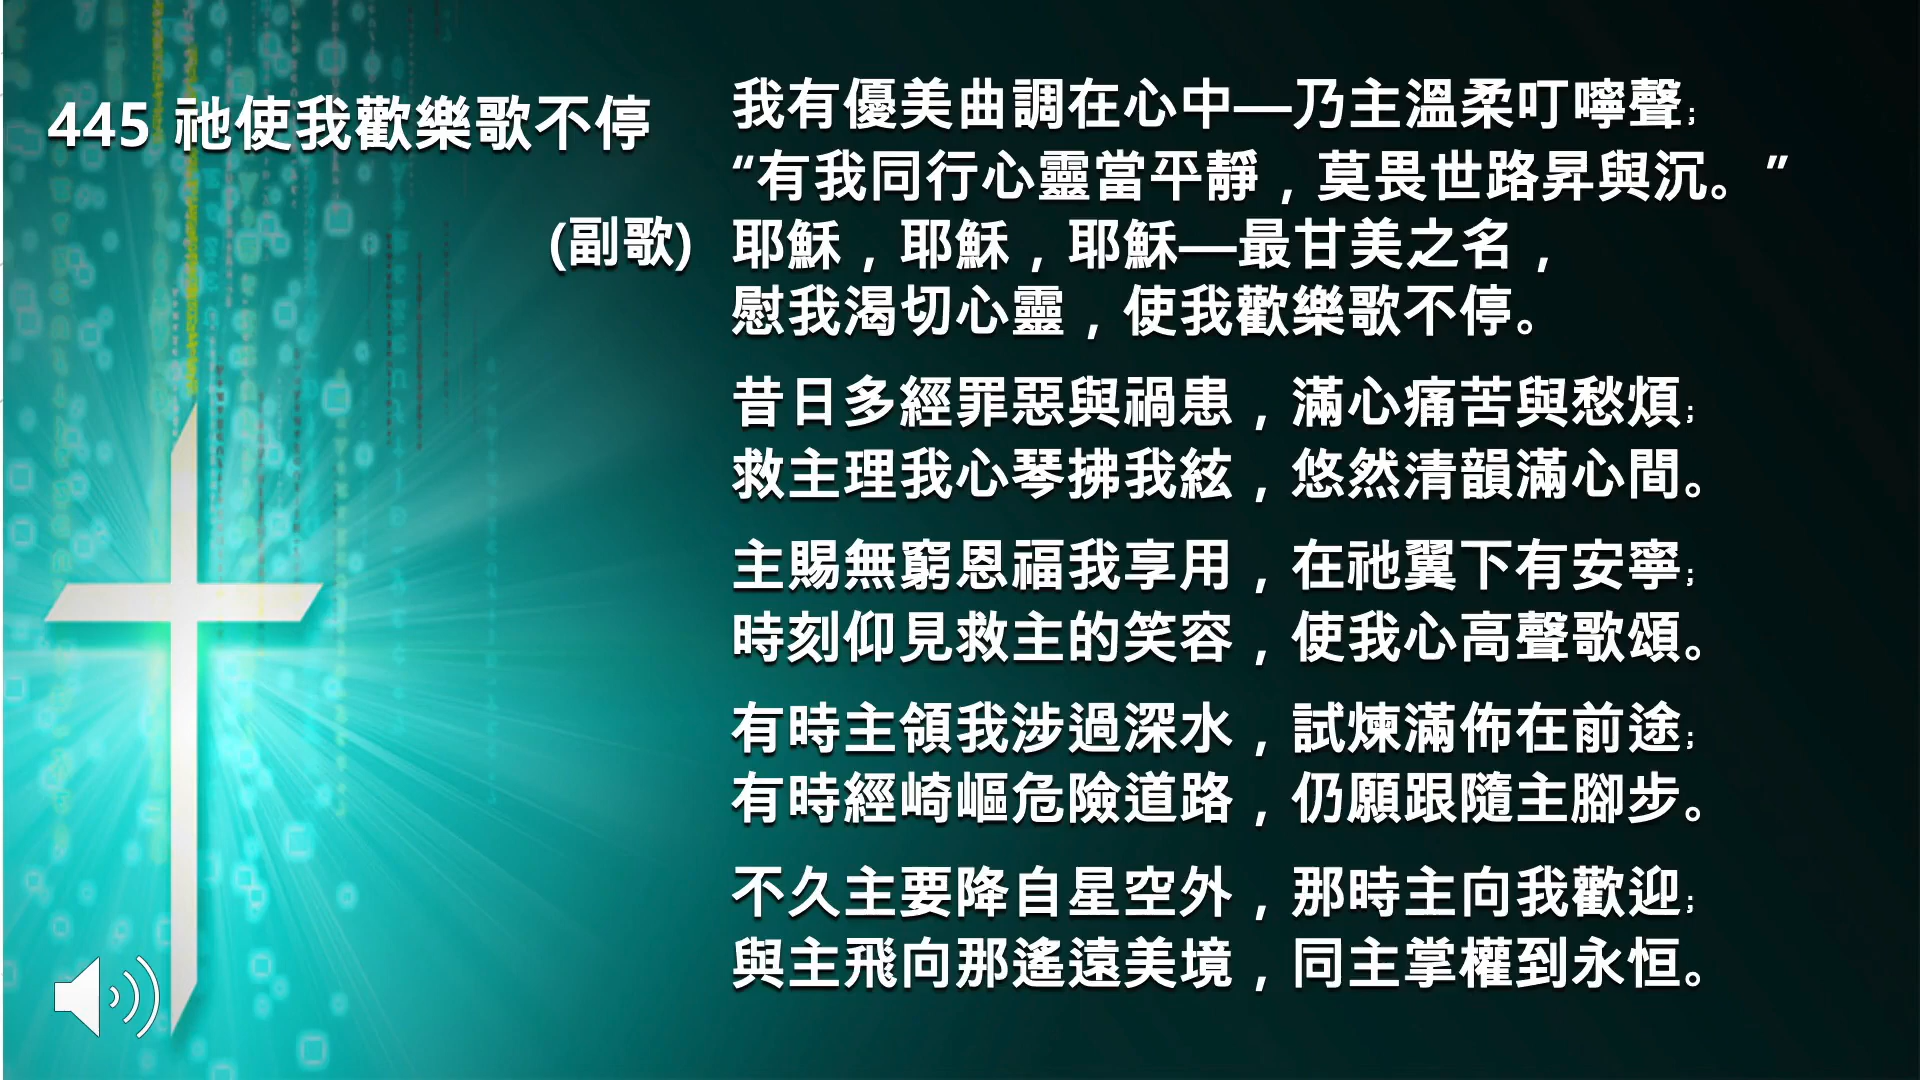 445 祂使我歡樂歌不停
我有優美曲調在心中—乃主溫柔叮嚀聲;
“有我同行心靈當平靜，莫畏世路昇與沉。”
(副歌) 耶穌，耶穌，耶穌—最甘美之名，
慰我渴切心靈，使我歡樂歌不停。
昔日多經罪惡與禍患，滿心痛苦與愁煩;
救主理我心琴拂我絃，悠然清韻滿心間。
主賜無窮恩福我享用，在祂翼下有安寧;
時刻仰見救主的笑容，使我心高聲歌頌。
有時主領我涉過深水，試煉滿佈在前途;
有時經崎嶇危險道路，仍願跟隨主腳步。
不久主要降自星空外，那時主向我歡迎;
與主飛向那遙遠美境，同主掌權到永恒。